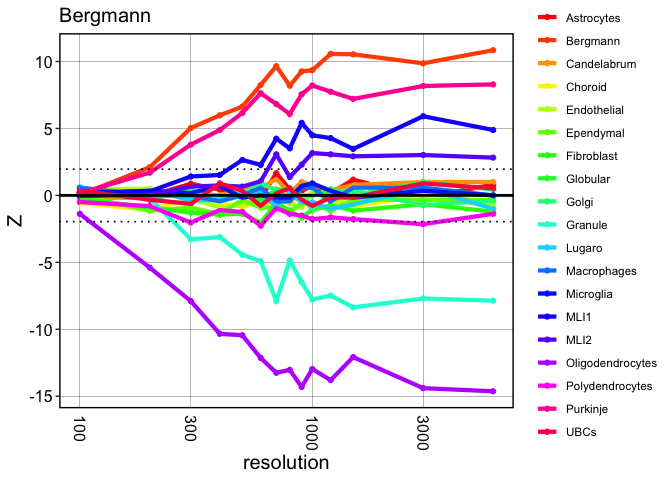 Bergmann
Z
10
5
0
-5
-10
-15
100
300
1000
3000
resolution
Astrocytes
Bergmann
Candelabrum
Choroid
Endothelial
Ependymal
Fibroblast
Globular
Golgi
Granule
Lugaro
Macrophages
Microglia
MLI1
MLI2
Oligodendrocytes
Polydendrocytes
Purkinje
UBCs